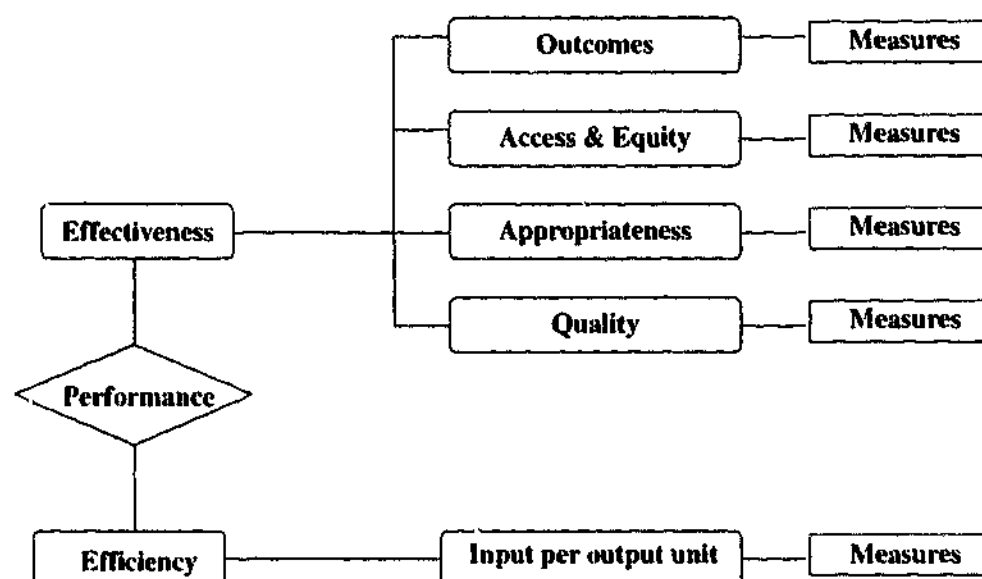 Outcomes Measures
Access & Equity Measures
Effectiveness Appropriateness Measures
Quality Measures
Performance
Efficiency Input per output unit Measures